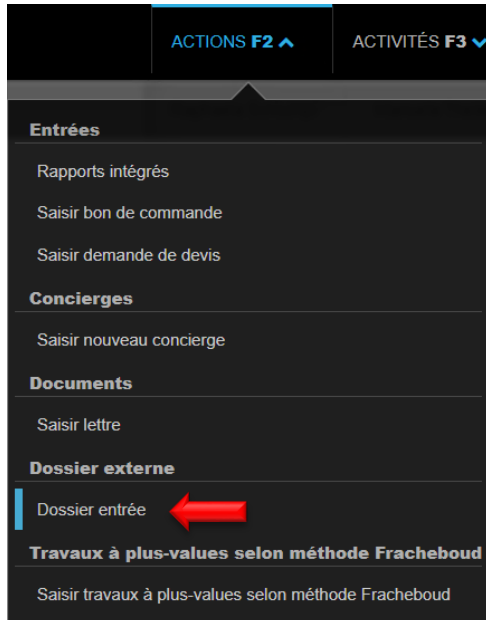 ACTIONS F2 ACTIVITÉS F3
Entrées
Rapports intégrés
Saisir bon de commande
Saisir demande de devis
Concierges
Saisir nouveau concierge
Documents
Saisir lettre
Dossier externe
Dossier entrée
Travaux à plus-values selon méthode Fracheboud
Saisir travaux à plus-values selon méthode Fracheboud